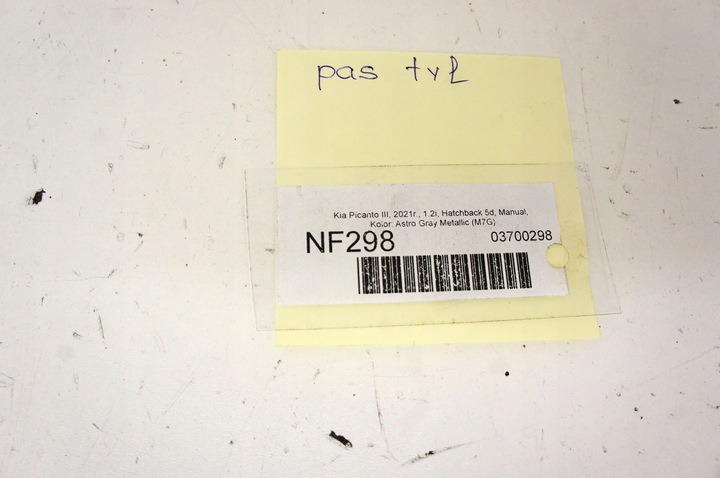 pas tył
Kia Picanto III, 2021r., 1.2i, Hatchback 5d, Manual,
Kolor: Astro Gray Metallic (M7G)
NF298 03700298